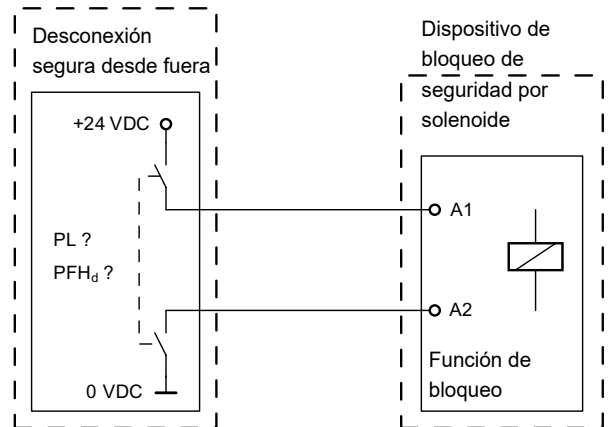 Desconexión
segura desde fuera
+24 VDC
PL ?
PFHd ?
0 VDC
Dispositivo de
bloqueo de
seguridad por
solenoide
A1
A2
Función de
bloqueo